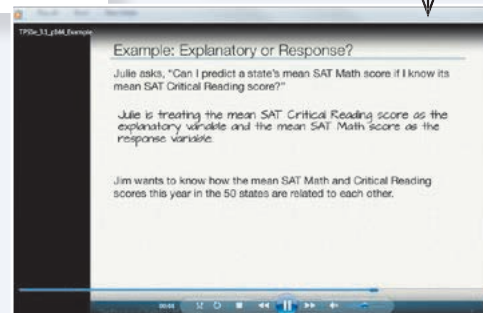 TPS5e_3.1_p144_Example
Example: Explanatory or Response?
Julie asks, "Can I predict a state's mean SAT Math score if I know its
mean SAT Critical Reading score?"
Julie is treating the mean SAT Critical Reading score as the
explanatory variable and the mean SAT Math score as the
response variable.
Jim wants to know how the mean SAT Math and Critical Reading
scores this year in the 50 states are related to each other.